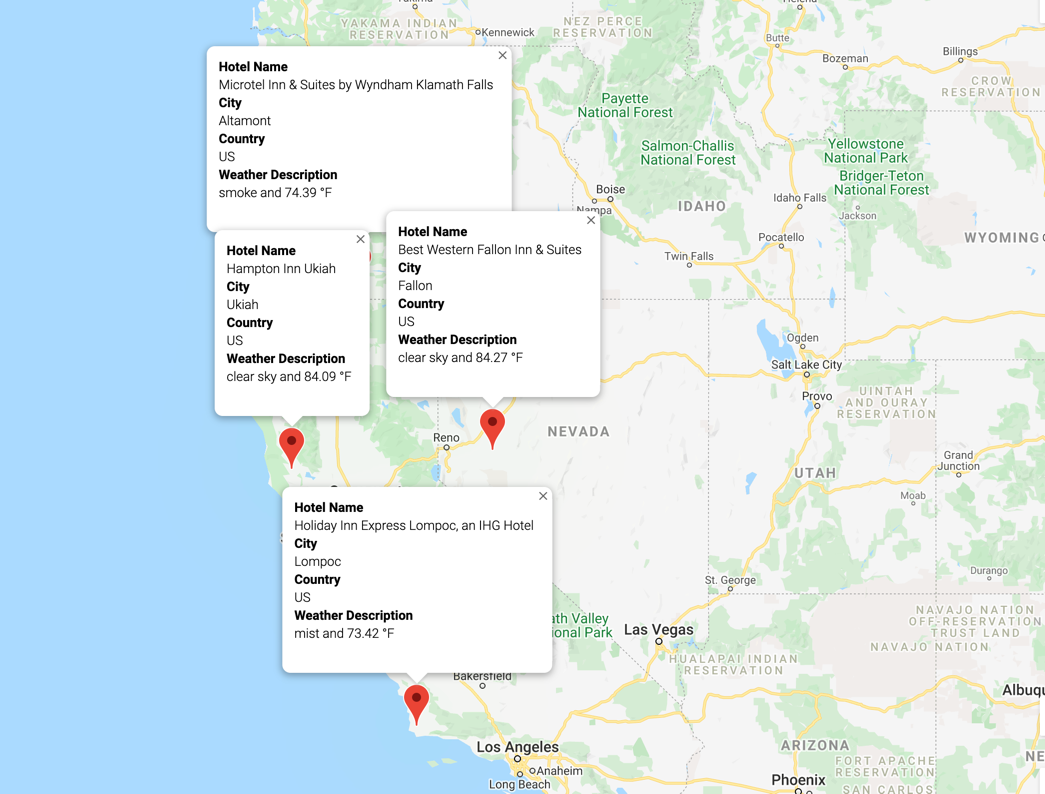 Yakima
YAKAMA INDIAN
RESERVATION
Kennewick
NEZ PERCE
RESERVATION
Helena
Butte
Bozeman
Billings
CROW
RESERVATION
Hotel Name
Microtel Inn & Suites by Wyndham Klamath Falls
City
Altamont
Country
US
Weather Description
smoke and 74.39 °F
Payette
National Forest
Salmon-Challis
National Forest
Yellowstone
National Park
Bridger-Teton
National Forest
Boise
Nampa
IDAHO
Idaho Falls
Jackson
Pocatello
WYOMING
Twin Falls
Hotel Name
Hampton Inn Ukiah
City
Ukiah
Country
US
Weather Description
clear sky and 84.09 °F
Hotel Name
Best Western Fallon Inn & Suites
City
Fallon
Country
US
Weather Description
clear sky and 84.27 °F
Ogden
Salt Lake City
Provo
UINTAH
AND OURAY
RESERVATION
Reno
NEVADA
UTAH
Grand
Junction
Moab
Hotel Name
Holiday Inn Express Lompoc, an IHG Hotel
City
Lompoc
Country
US
Weather Description
mist and 73.42 °F
Durango
St. George
ath Valley
ional Park
Las Vegas
NAVAJO NATION
OFF-RESERVATION
TRUST LAND
NAVAJO NATION
HUALAPAI INDIAN
RESERVATION
Bakersfield
Albuqu
Los Angeles
Anaheim
Long Beach
ARIZONA
FORT APACHE
RESERVATION
NE
Phoenix
SAN CARLOS